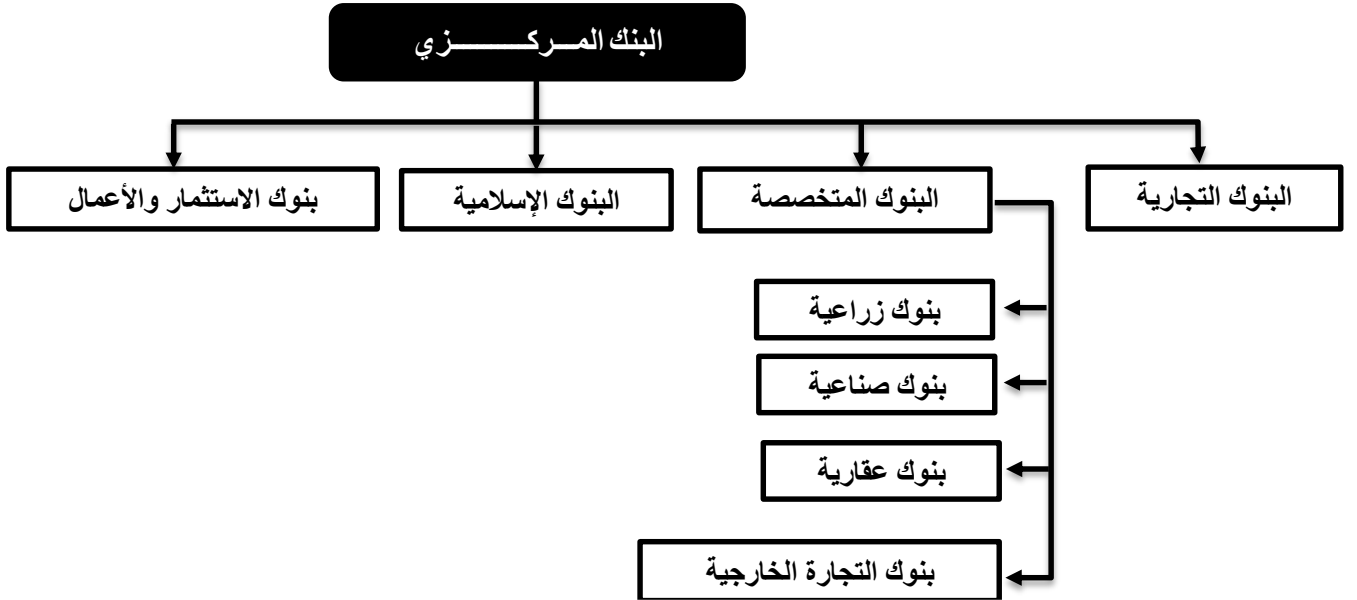 البنك المـــركـــــــــزي
البنوك التجارية
البنوك المتخصصة
البنوك الإسلامية
بنوك الاستثمار والأعمال
بنوك زراعية
بنوك صناعية
بنوك عقارية
بنوك التجارة الخارجية